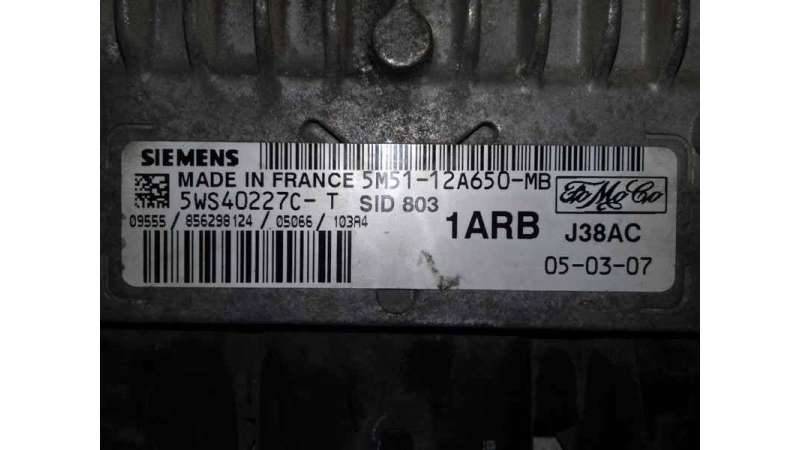 SIEMENS
MADE IN FRANCE 5M51-12A650-MB
5WS40227C- T SID 803
FoMoCo
09555 / 856298124 / 05066 / 103A4
1ARB J38AC
05-03-07